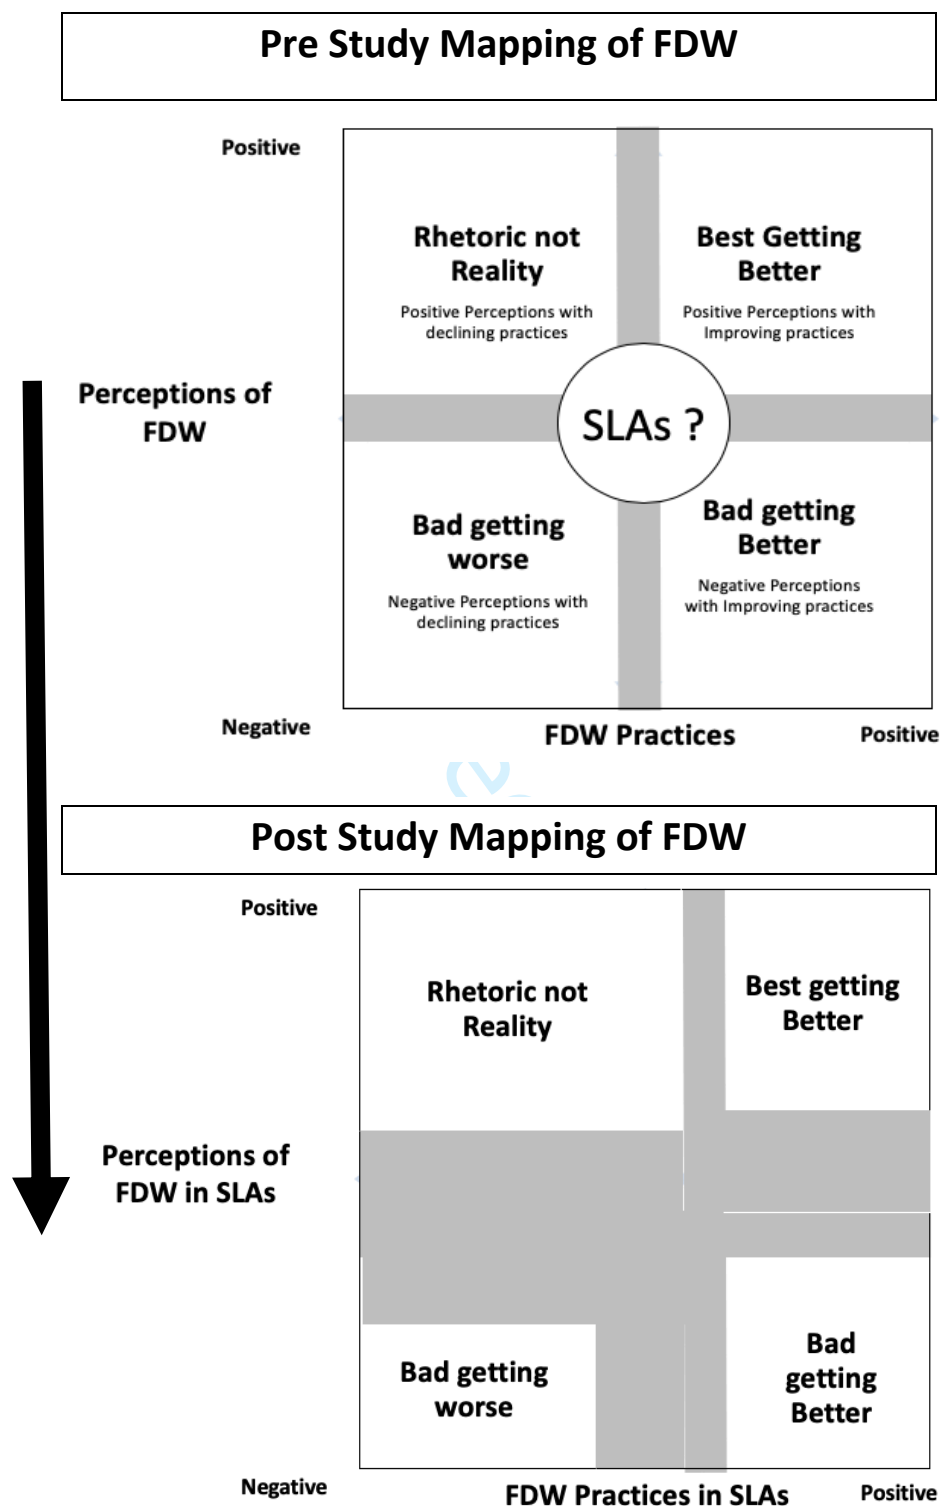 Pre Study Mapping of FDW
Positive
Rhetoric not
Reality
Positive Perceptions with
declining practices
Best Getting
Better
Positive Perceptions with
Improving practices
Perceptions of
FDW
SLAs ?
Bad getting
worse
Negative Perceptions with
declining practices
Bad getting
Better
Negative Perceptions
with Improving practices
Negative
FDW Practices
Positive
Post Study Mapping of FDW
Positive
Rhetoric not
Reality
Best getting
Better
Perceptions of
FDW in SLAs
Bad getting
worse
Bad
getting
Better
Negative
FDW Practices in SLAs
Positive